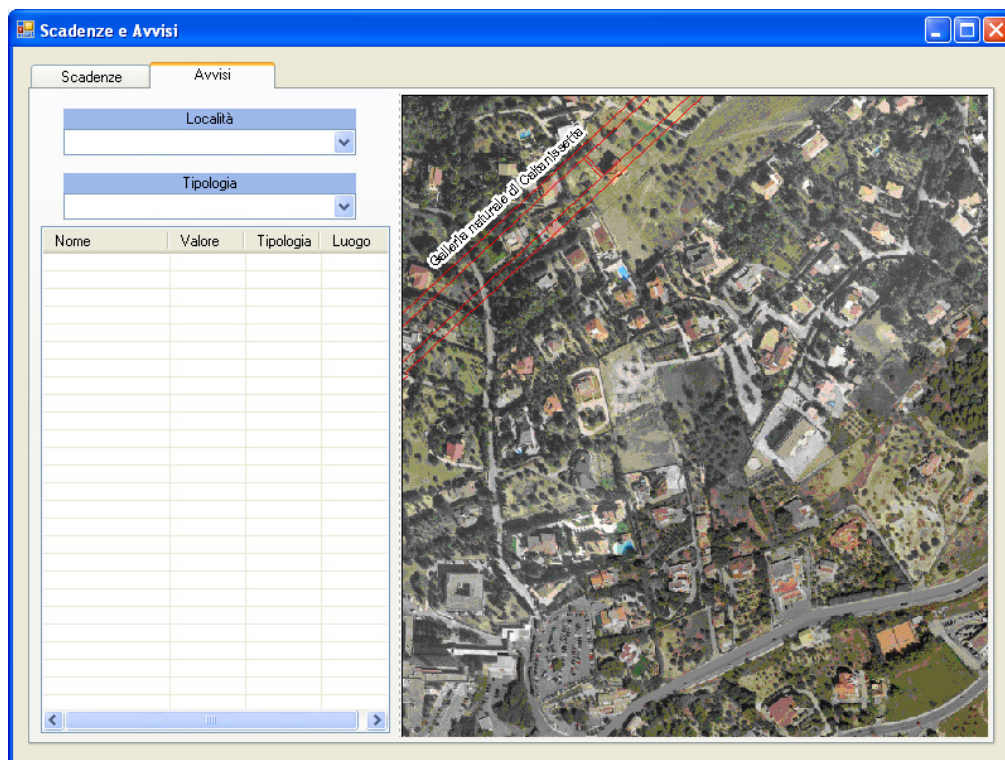 Scadenze e Avvisi
Scadenze
Avvisi
Località
Tipologia
Nome
Valore
Tipologia
Luogo
Galleria naturale di Caltanissetta